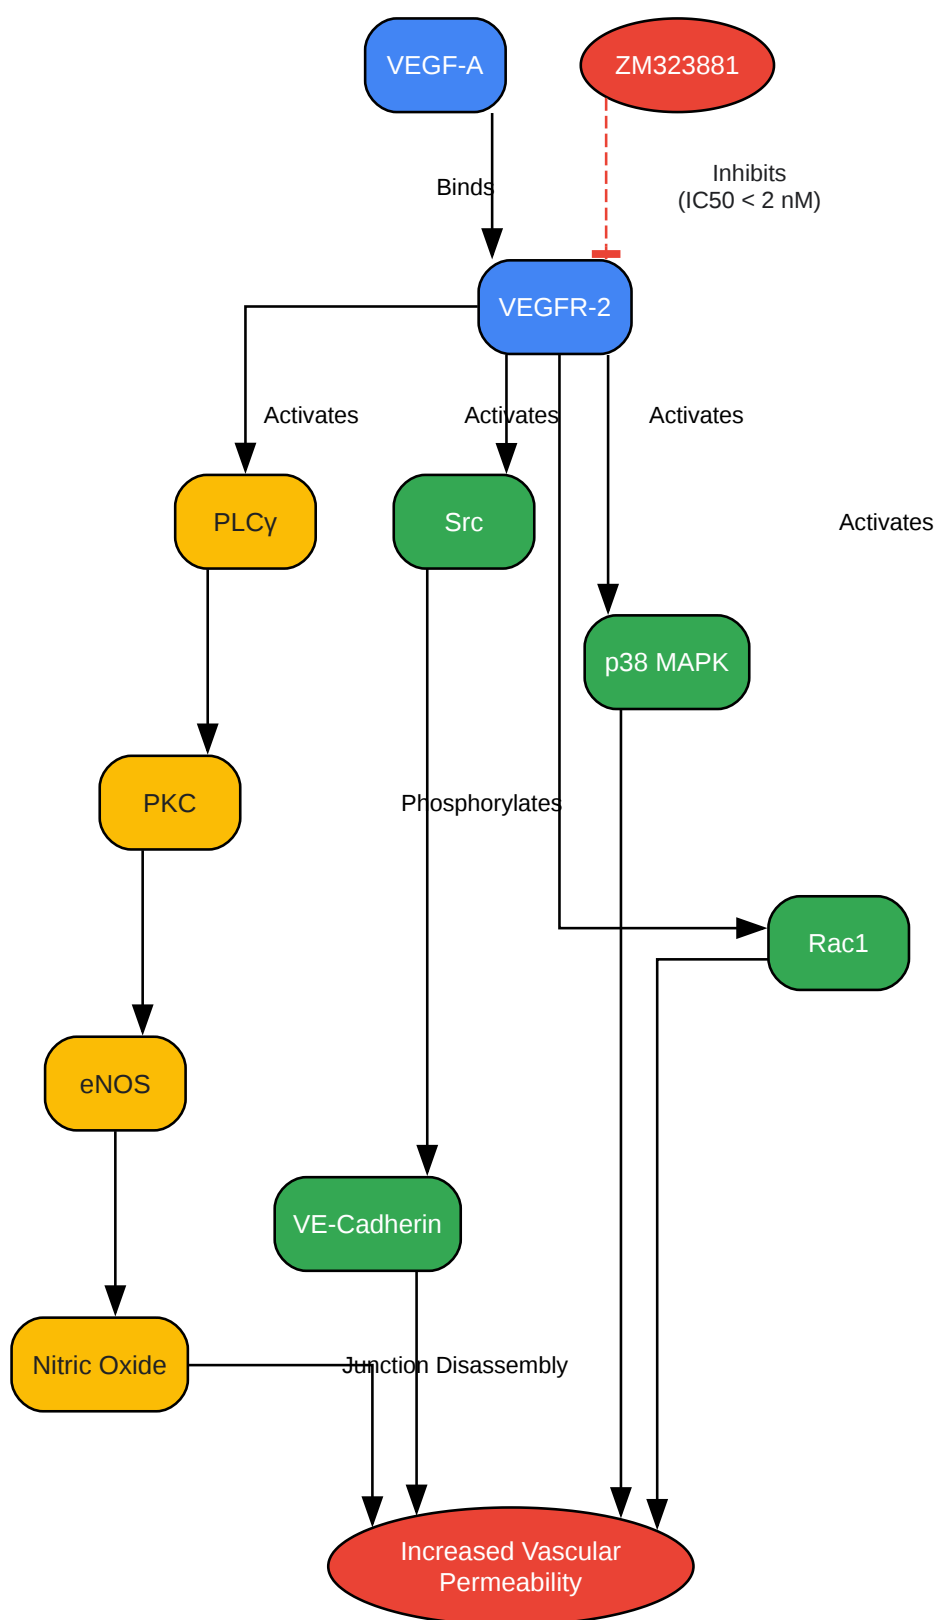 VEGF-A
ZM323881
Inhibits
(IC50 < 2 nM)
Binds
VEGFR-2
Activates
Activates
Activates
PLCγ
Src
Activates
p38 MAPK
PKC
Phosphorylates
Rac1
eNOS
VE-Cadherin
Nitric Oxide
Junction Disassembly
Increased Vascular
Permeability